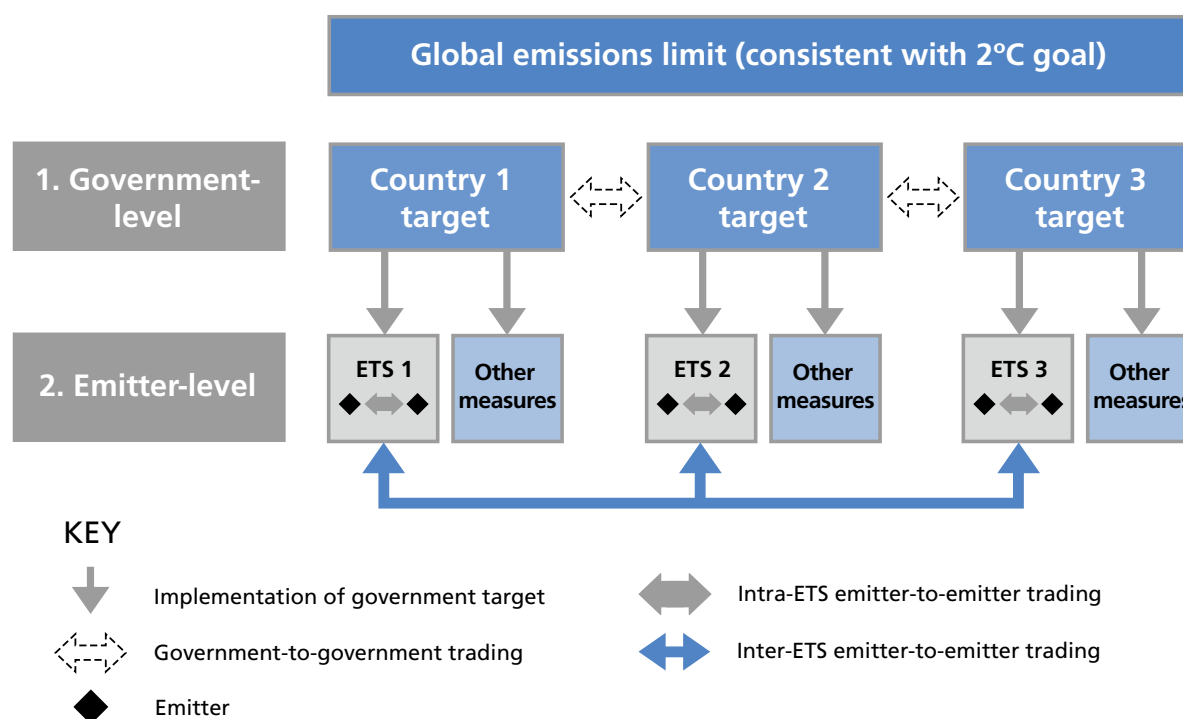 Global emissions limit (consistent with 2ºC goal)
1. Government-
level
Country 1
target
Country 2
target
Country 3
target
2. Emitter-level
ETS 1
Other
measures
ETS 2
Other
measures
ETS 3
Other
measures
KEY
Implementation of government target
Government-to-government trading
Emitter
Intra-ETS emitter-to-emitter trading
Inter-ETS emitter-to-emitter trading